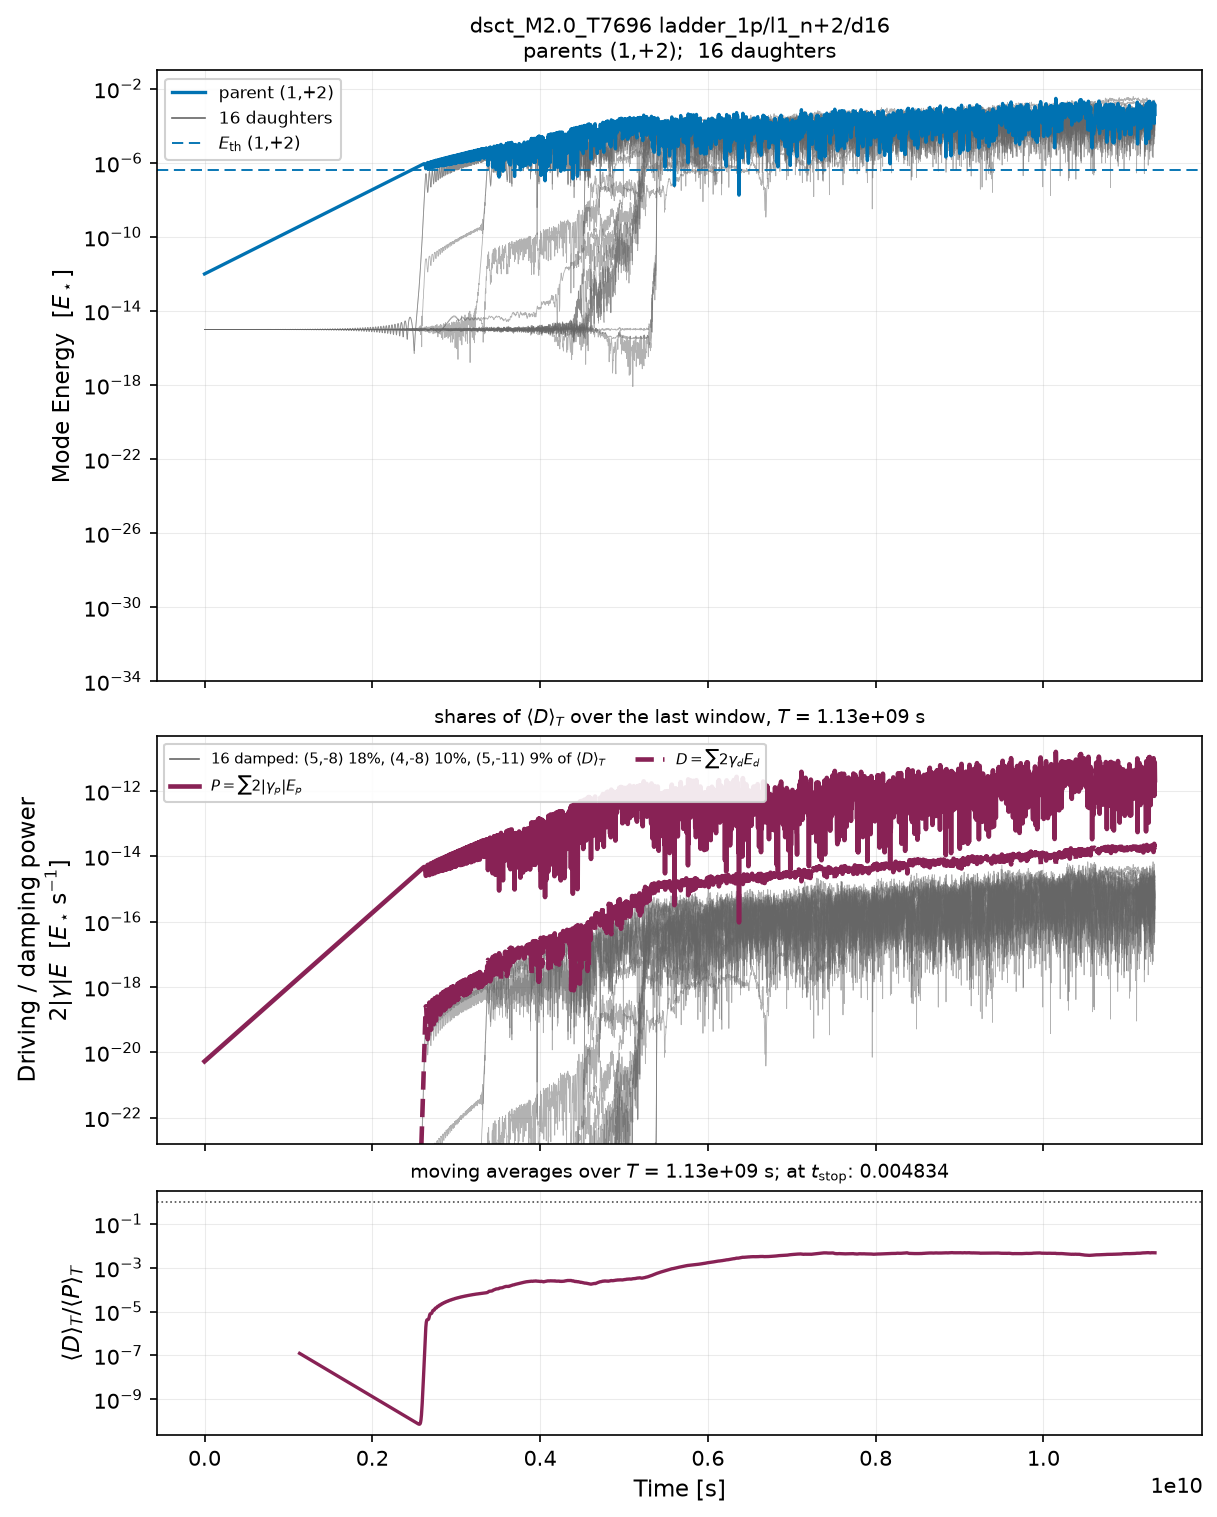 dsct_M2.0_T7696 ladder_1p/l1_n+2/d16
parents (1,+2);  16 daughters
parent (1,+2)
16 daughters
E_th (1,+2)
Mode Energy  [E⋆]
10⁻²
10⁻⁶
10⁻¹⁰
10⁻¹⁴
10⁻¹⁸
10⁻²²
10⁻²⁶
10⁻³⁰
10⁻³⁴
shares of ⟨D⟩_T over the last window, T = 1.13e+09 s
16 damped: (5,-8) 18%, (4,-8) 10%, (5,-11) 9% of ⟨D⟩_T
P = ∑2|γ_p|E_p
D = ∑2γ_dE_d
Driving / damping power
2|γ|E  [E⋆ s⁻¹]
10⁻¹²
10⁻¹⁴
10⁻¹⁶
10⁻¹⁸
10⁻²⁰
10⁻²²
moving averages over T = 1.13e+09 s; at t_stop: 0.004834
⟨D⟩_T/⟨P⟩_T
10⁻¹
10⁻³
10⁻⁵
10⁻⁷
10⁻⁹
0.0 0.2 0.4 0.6 0.8 1.0
1e10
Time [s]